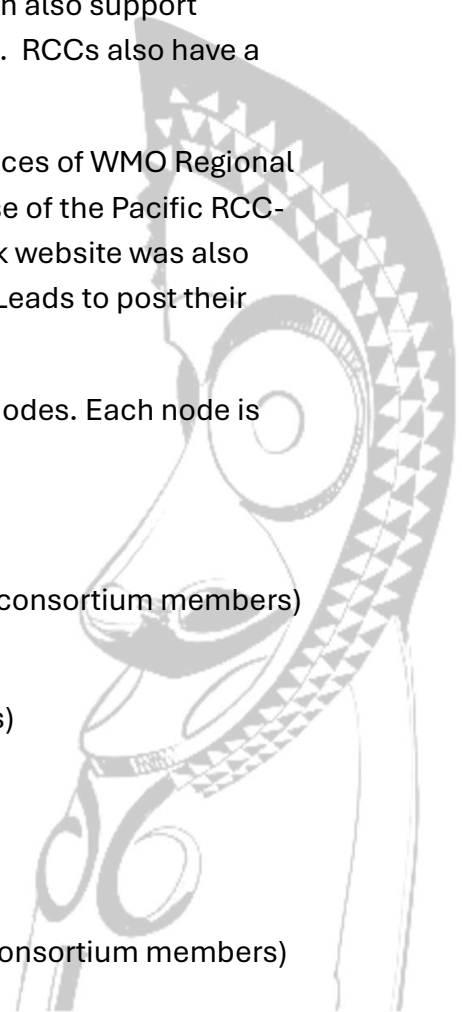 also support
. RCCs also have a
ces of WMO Regional
se of the Pacific RCC-
website was also
Leads to post their
odes. Each node is
consortium members)
s)
onsortium members)